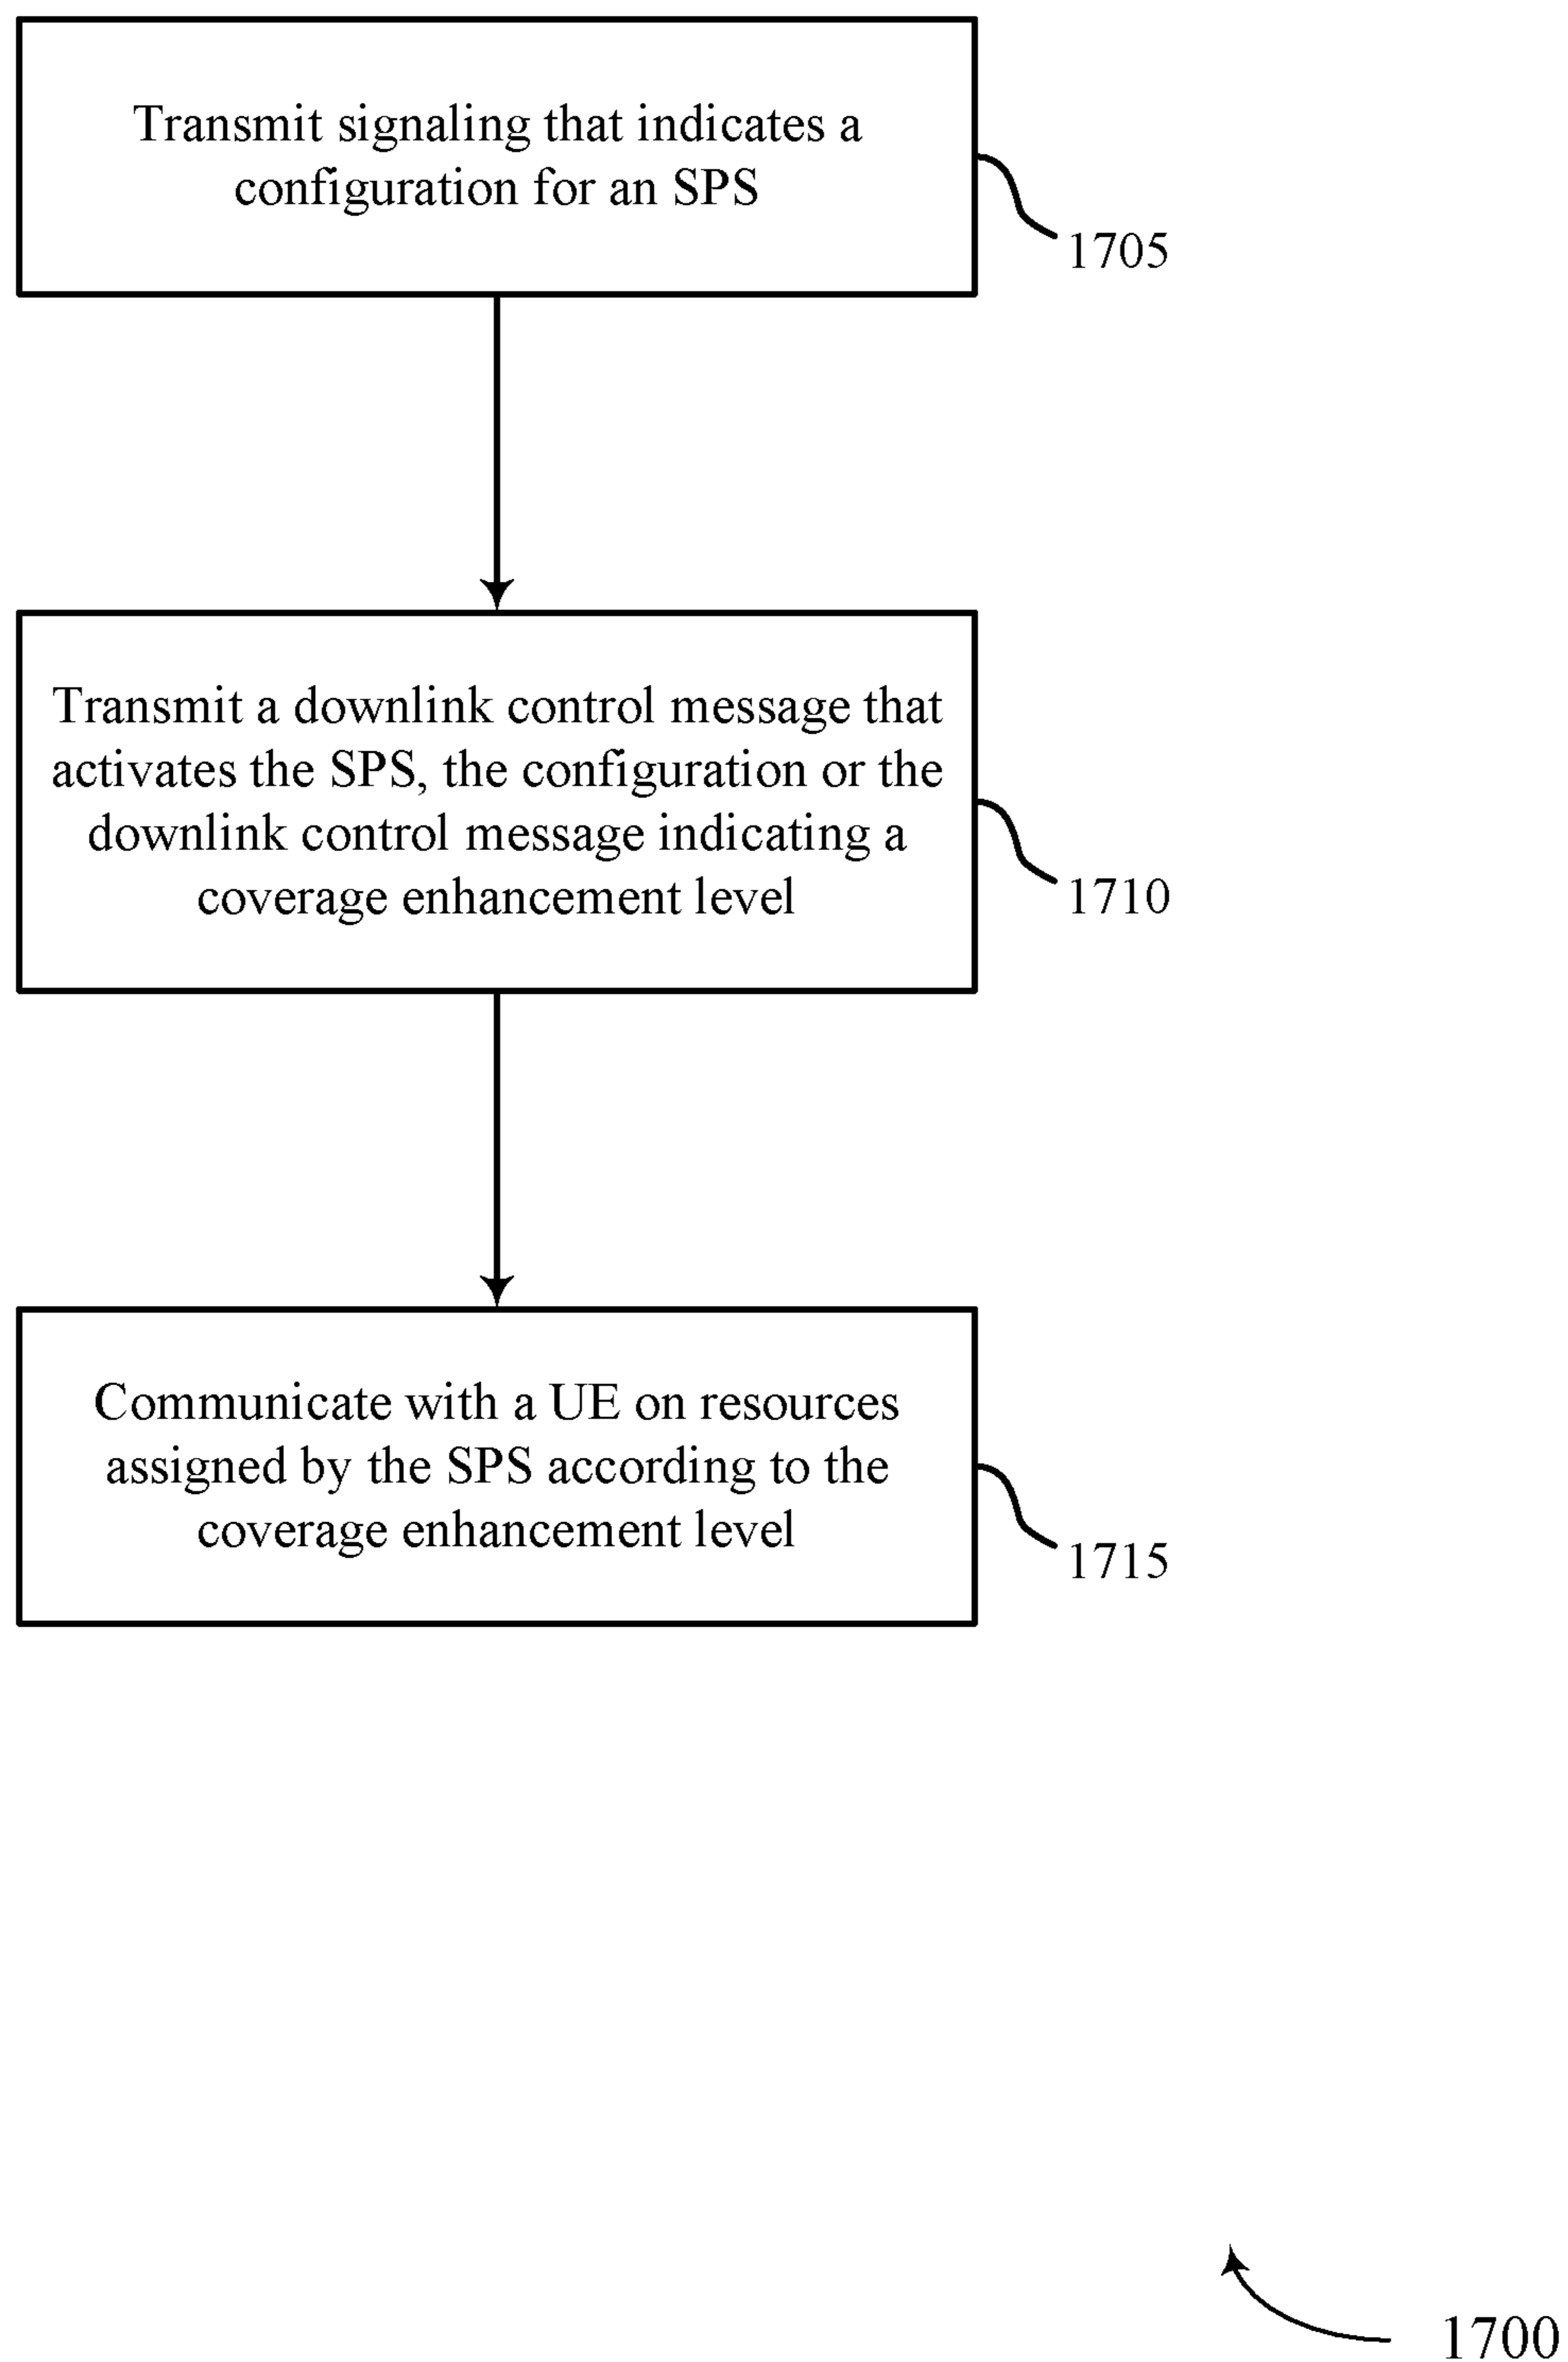 Transmit signaling that indicates a
configuration for an SPS
1705
Transmit a downlink control message that
activates the SPS, the configuration or the
downlink control message indicating a
coverage enhancement level
1710
Communicate with a UE on resources
assigned by the SPS according to the
coverage enhancement level
1715
1700